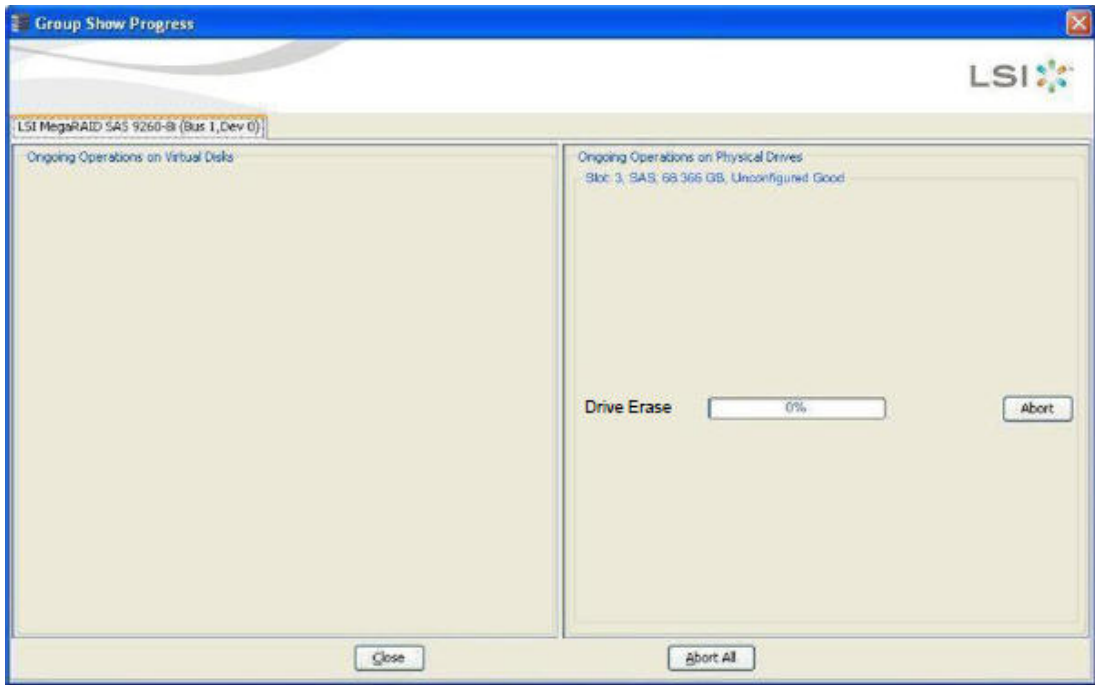 Group Show Progress
LSI
LSI MegaRAID SAS 9260-8i (Bus 1,Dev 0)
Ongoing Operations on Virtual Disks
Ongoing Operations on Physical Drives
Slot: 3, SAS, 68.366 GB, Unconfigured Good
Drive Erase 0% Abort
Close Abort All